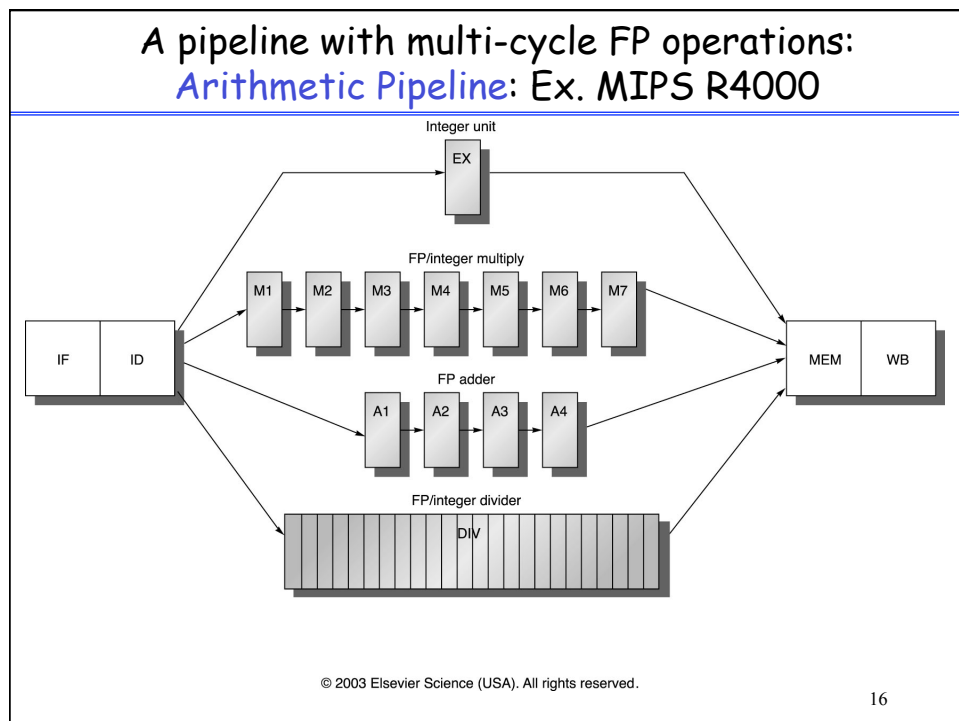 A pipeline with multi-cycle FP operations:
Arithmetic Pipeline: Ex. MIPS R4000
Integer unit
EX
FP/integer multiply
M1 M2 M3 M4 M5 M6 M7
IF ID
MEM WB
FP adder
A1 A2 A3 A4
FP/integer divider
DIV
© 2003 Elsevier Science (USA). All rights reserved.
16